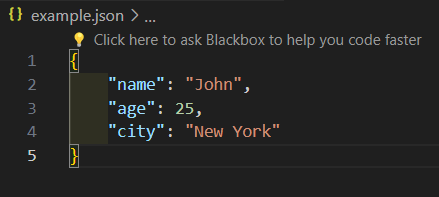 {} example.json > ...
Click here to ask Blackbox to help you code faster
1 {
2     "name": "John",
3     "age": 25,
4     "city": "New York"
5 }